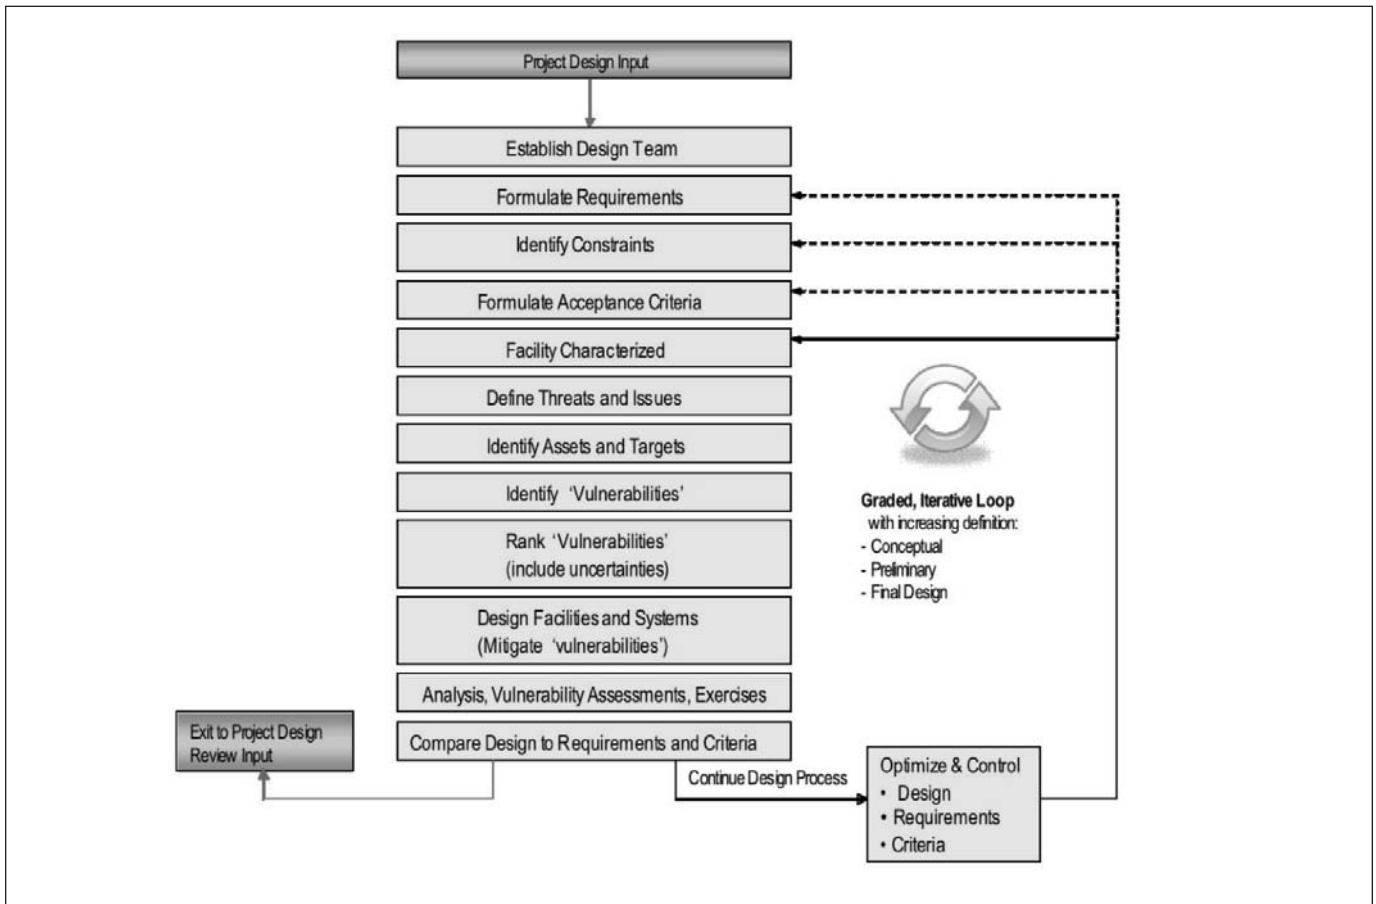 Project Design Input
Establish Design Team
Formulate Requirements
Identify Constraints
Formulate Acceptance Criteria
Facility Characterized
Define Threats and Issues
Identify Assets and Targets
Identify ‘Vulnerabilities’
Rank ‘Vulnerabilities’
(include uncertainties)
Design Facilities and Systems
(Mitigate ‘vulnerabilities’)
Analysis, Vulnerability Assessments, Exercises
Compare Design to Requirements and Criteria
Exit to Project Design
Review Input
Continue Design Process
Optimize & Control
• Design
• Requirements
• Criteria
Graded, Iterative Loop
with increasing definition:
- Conceptual
- Preliminary
- Final Design